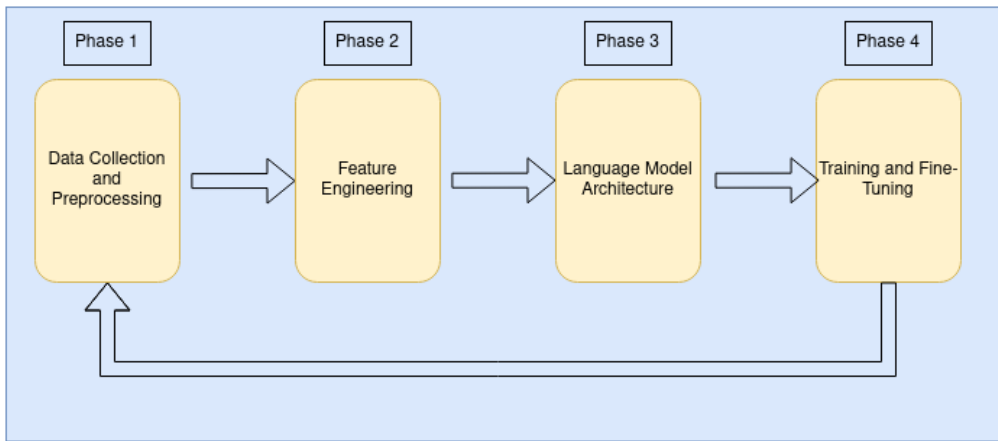 Phase 1
Phase 2
Phase 3
Phase 4
Data Collection
and
Preprocessing
Feature
Engineering
Language Model
Architecture
Training and Fine-
Tuning